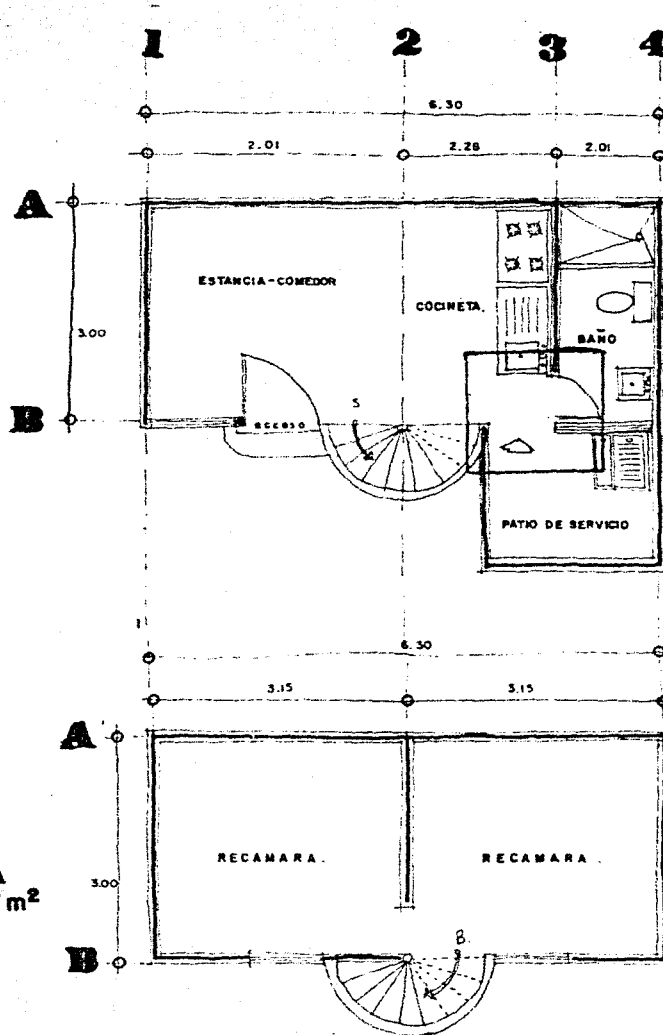 1 2 3 4
6.30
2.01 2.28 2.01
A
ESTANCIA-COMEDOR
COCINETA.
3.00
BAÑO
S
B
ACCESO
PATIO DE SERVICIO
6.30
3.15 3.15
A
RECAMARA. RECAMARA.
3.00
m²
B.
B